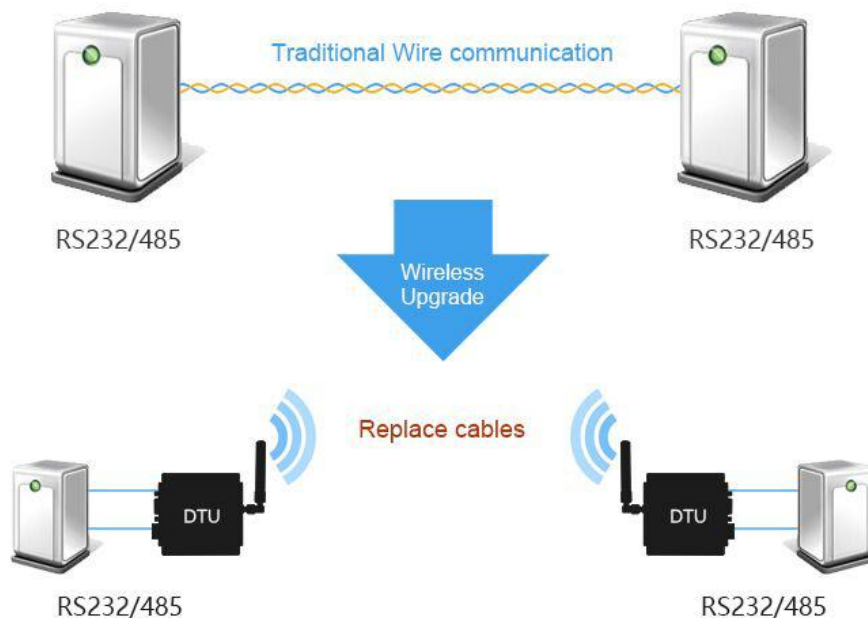 Traditional Wire communication
RS232/485
RS232/485
Wireless
Upgrade
Replace cables
DTU
DTU
RS232/485
RS232/485